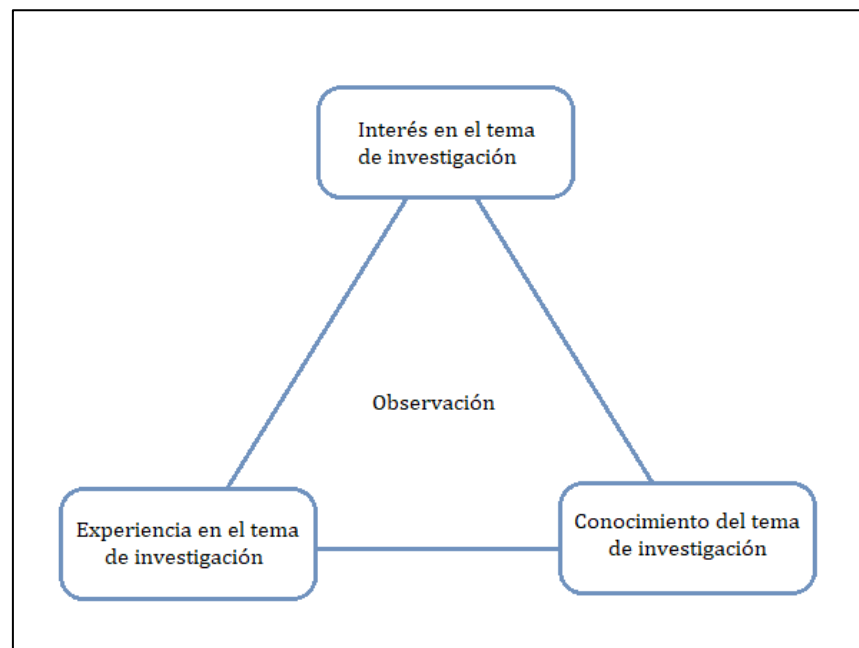 Interés en el tema
de investigación
Observación
Experiencia en el tema
de investigación
Conocimiento del tema
de investigación